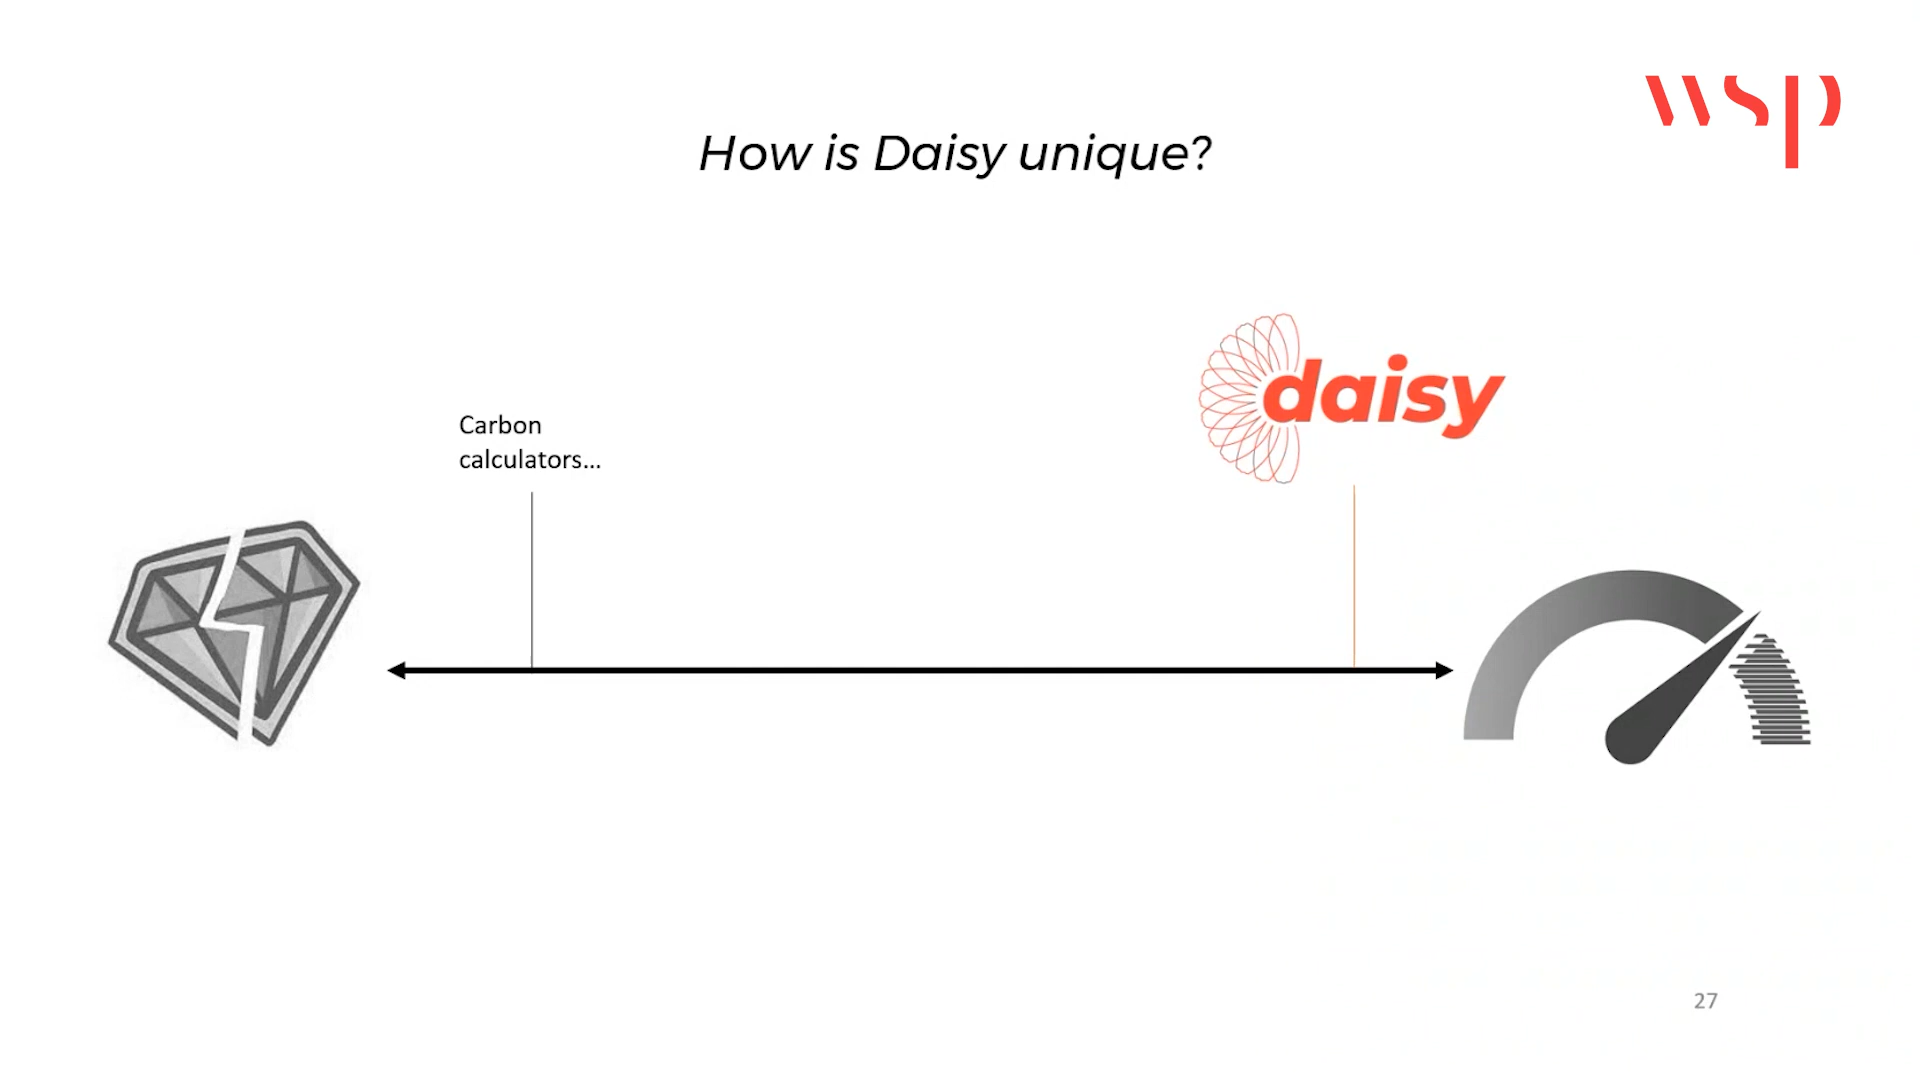 wsp
How is Daisy unique?
daisy
Carbon
calculators...
27